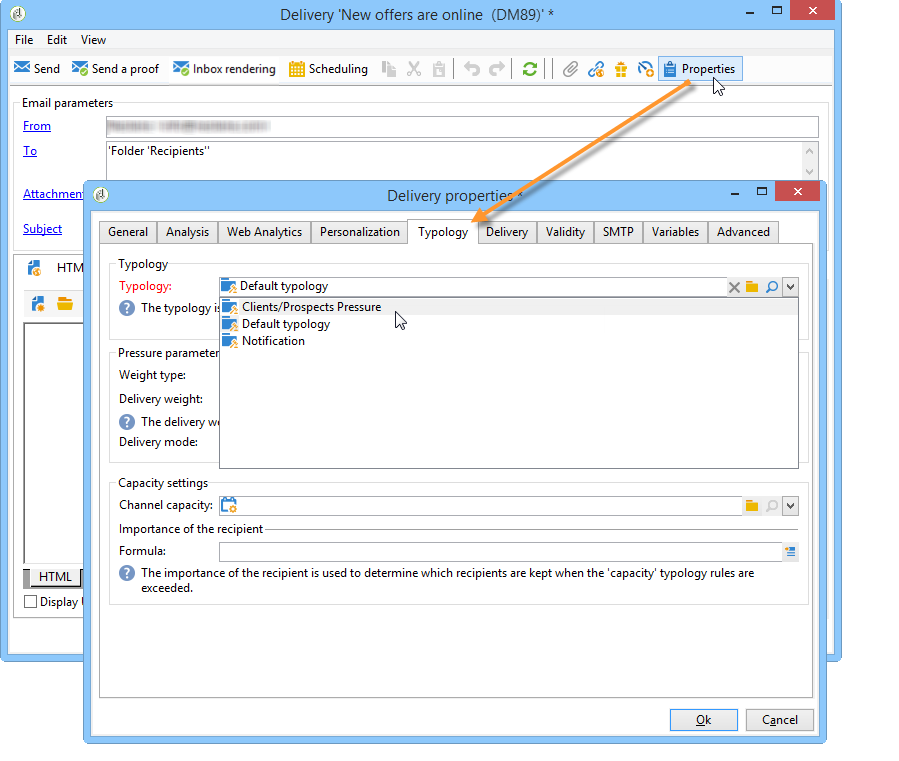 Delivery 'New offers are online (DM89)' *
File Edit View
Send Send a proof Inbox rendering Scheduling Properties
Email parameters
From
To 'Folder 'Recipients''
Attachmen
Subject
HTM
Delivery properties *
General Analysis Web Analytics Personalization Typology Delivery Validity SMTP Variables Advanced
Typology
Typology: Default typology
The typology is
Clients/Prospects Pressure
Default typology
Notification
Pressure parameter
Weight type:
Delivery weight:
The delivery we
Delivery mode:
Capacity settings
Channel capacity:
Importance of the recipient
Formula:
The importance of the recipient is used to determine which recipients are kept when the 'capacity' typology rules are
exceeded.
HTML
Display
Ok Cancel